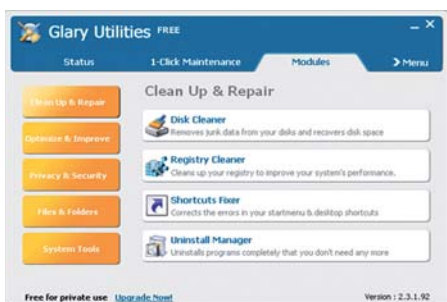 Glary Utilities FREE
Status 1-Click Maintenance Modules Menu
Clean Up & Repair
Clean Up & Repair
Disk Cleaner
Removes junk data from your disks and recovers disk space
Optimize & Improve
Registry Cleaner
Cleans up your registry to improve your system's performance.
Privacy & Security
Shortcuts Fixer
Corrects the errors in your startmenu & desktop shortcuts
Files & Folders
Uninstall Manager
Uninstalls programs completely that you don't need any more
System Tools
Free for private use Upgrade Now! Version : 2.3.1.92